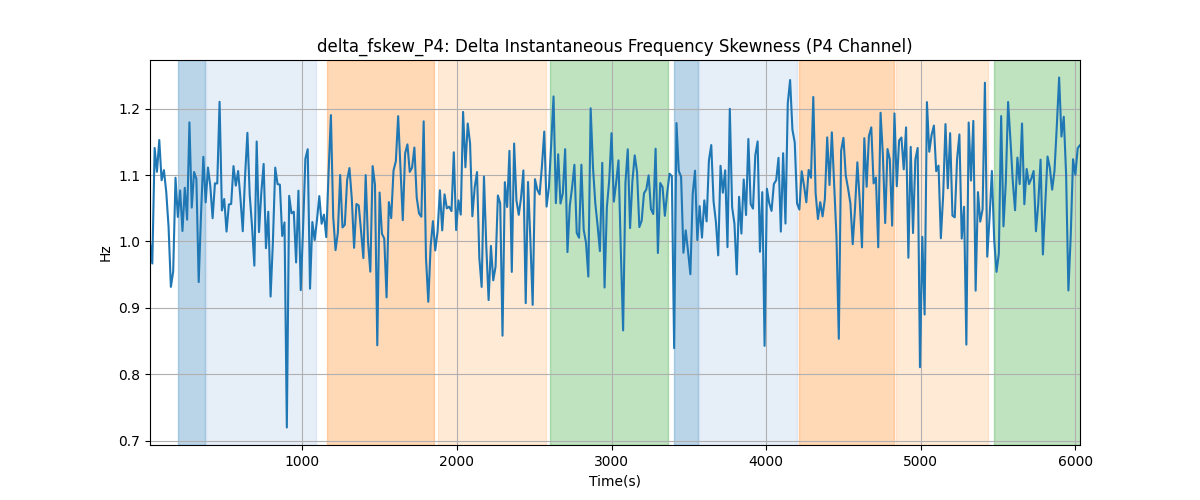 delta_fskew_P4: Delta Instantaneous Frequency Skewness (P4 Channel)
Hz
1.2
1.1
1.0
0.9
0.8
0.7
1000 2000 3000 4000 5000 6000
Time(s)